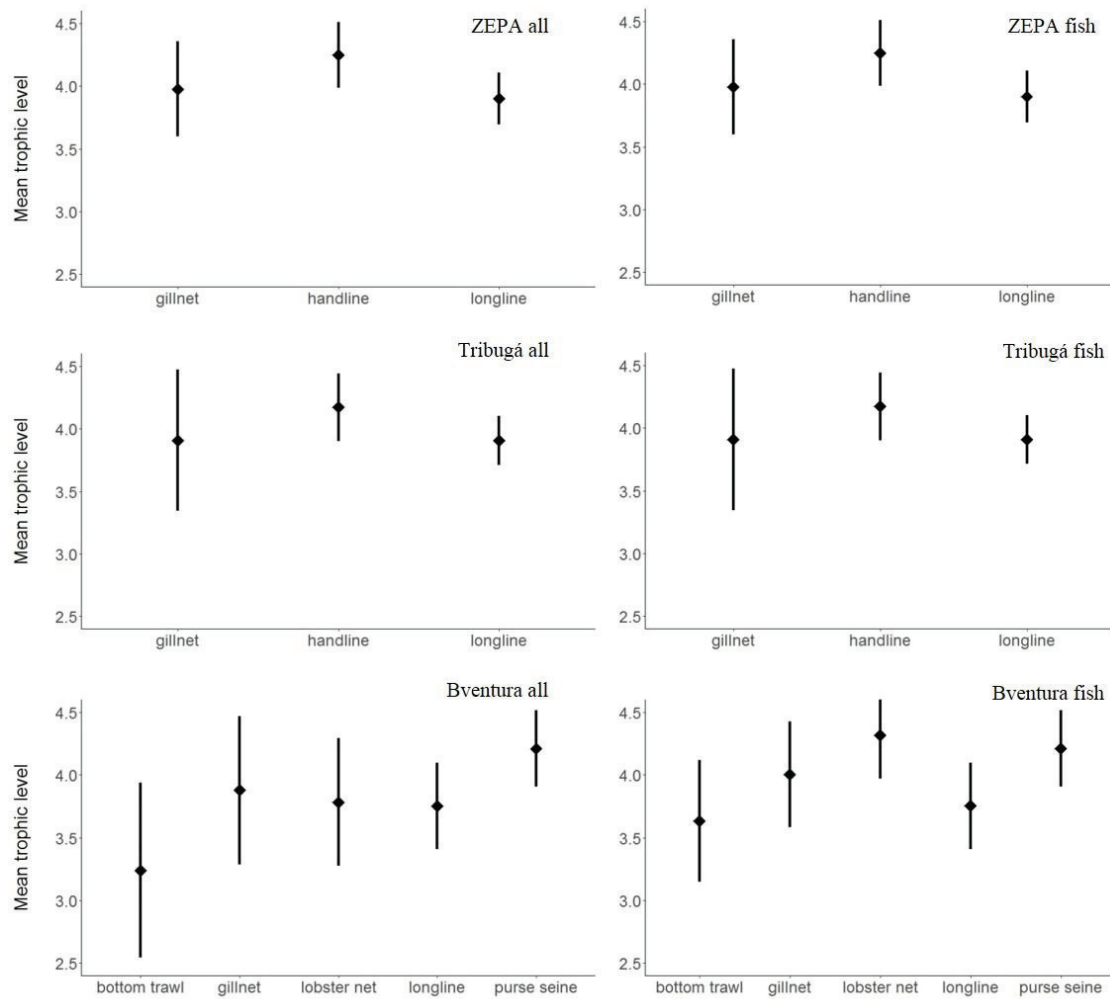 ZEPA all
Mean trophic level
4.5
4.0
3.5
3.0
2.5
gillnet handline longline
ZEPA fish
4.5
4.0
3.5
3.0
2.5
gillnet handline longline
Tribugá all
Mean trophic level
4.5
4.0
3.5
3.0
2.5
gillnet handline longline
Tribugá fish
4.5
4.0
3.5
3.0
2.5
gillnet handline longline
Bventura all
Mean trophic level
4.5
4.0
3.5
3.0
2.5
bottom trawl gillnet lobster net longline purse seine
Bventura fish
4.5
4.0
3.5
3.0
2.5
bottom trawl gillnet lobster net longline purse seine